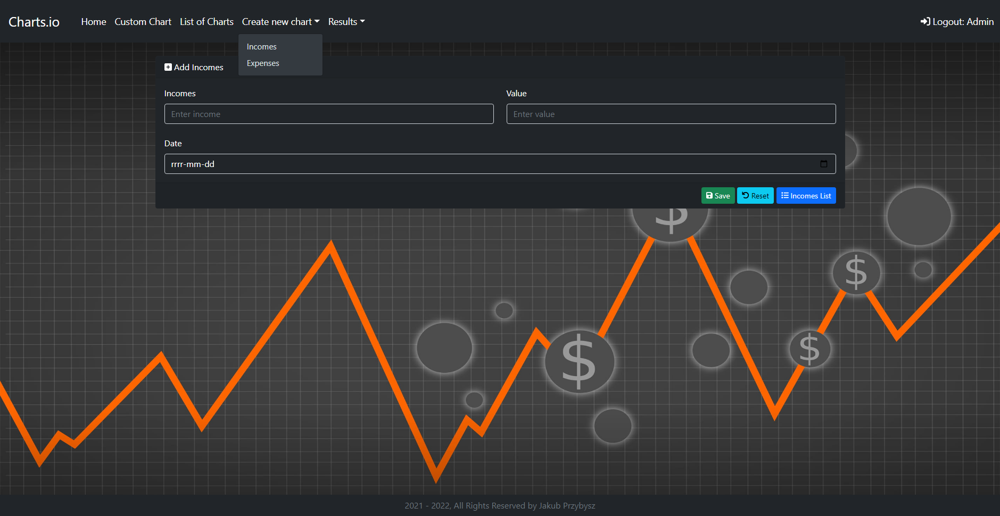 Charts.io Home Custom Chart List of Charts Create new chart Results Logout: Admin
Incomes
Expenses
Add Incomes
Incomes Value
Enter income Enter value
Date
rrrr-mm-dd
Save Reset Incomes List
$
$
$
$
2021 - 2022, All Rights Reserved by Jakub Przybysz